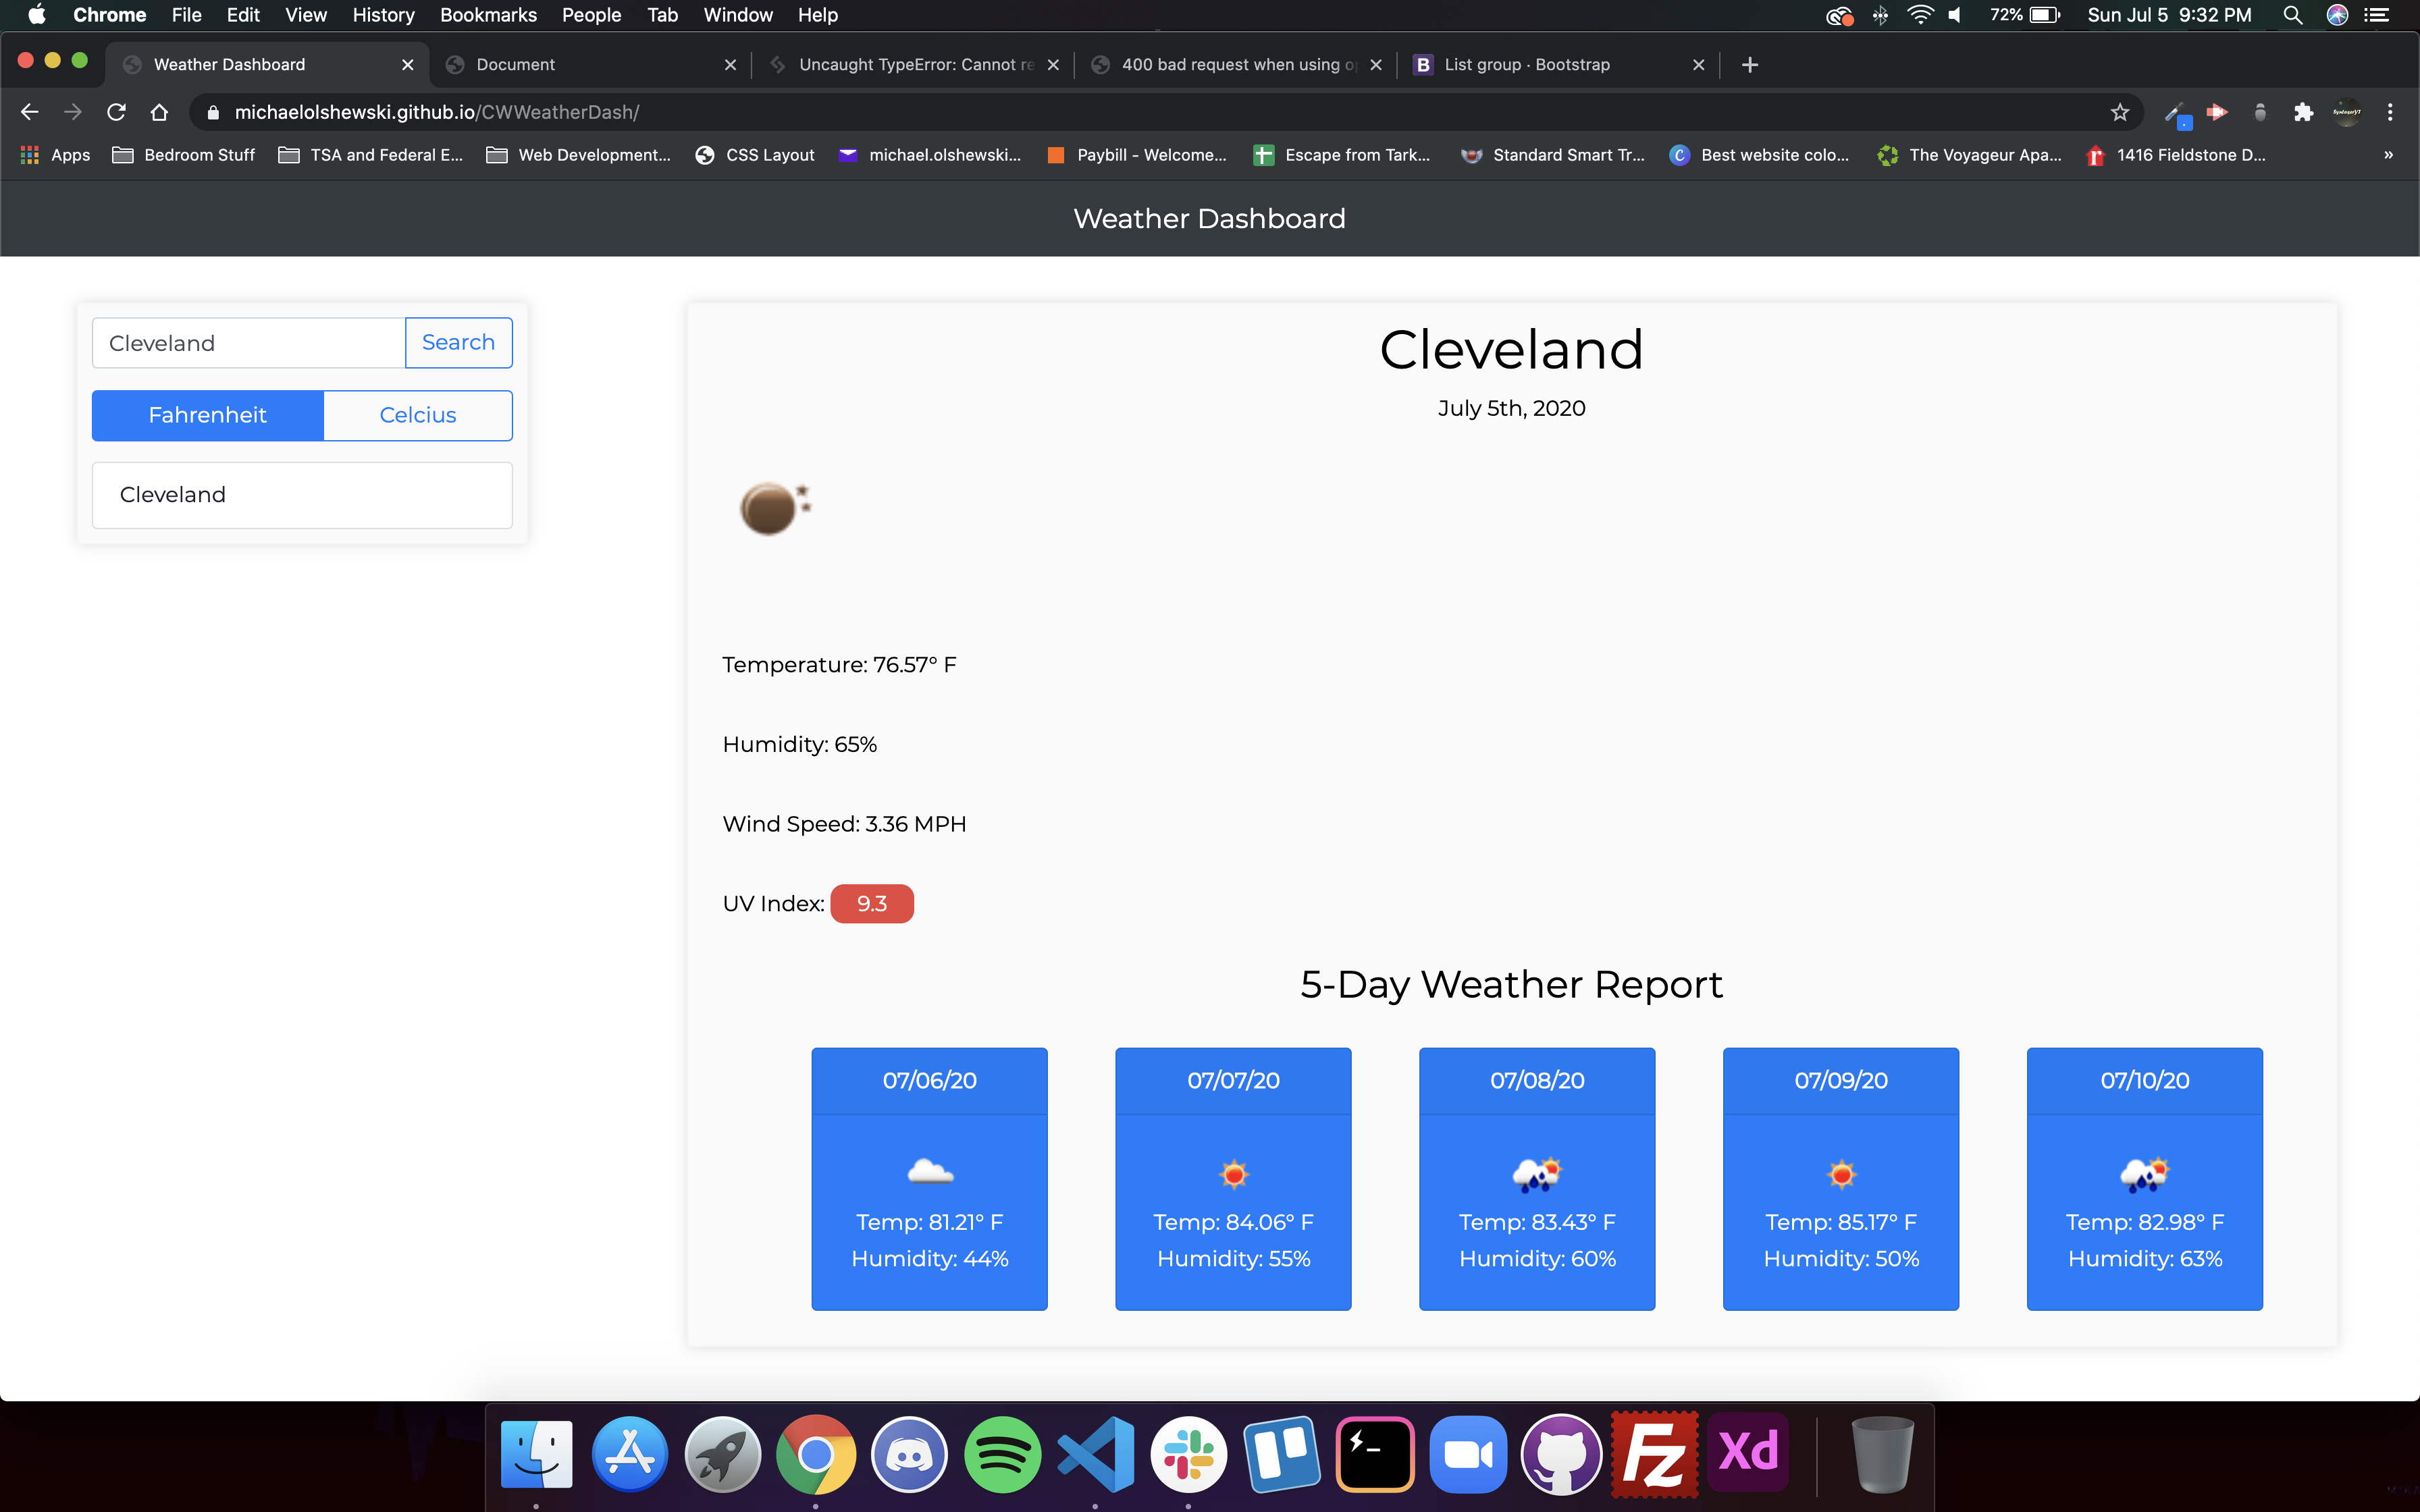 Chrome File Edit View History Bookmarks People Tab Window Help 72% Sun Jul 5 9:32 PM
Weather Dashboard Document Uncaught TypeError: Cannot re 400 bad request when using o List group · Bootstrap
michaelolshewski.github.io/CWWeatherDash/
Apps Bedroom Stuff TSA and Federal E... Web Development... CSS Layout michael.olshewski... Paybill - Welcome... Escape from Tark... Standard Smart Tr... Best website colo... The Voyageur Apa... 1416 Fieldstone D... »
Weather Dashboard
Cleveland Search
Fahrenheit Celcius
Cleveland
Cleveland
July 5th, 2020
Temperature: 76.57° F
Humidity: 65%
Wind Speed: 3.36 MPH
UV Index: 9.3
5-Day Weather Report
07/06/20 07/07/20 07/08/20 07/09/20 07/10/20
Temp: 81.21° F Temp: 84.06° F Temp: 83.43° F Temp: 85.17° F Temp: 82.98° F
Humidity: 44% Humidity: 55% Humidity: 60% Humidity: 50% Humidity: 63%
Fz Xd